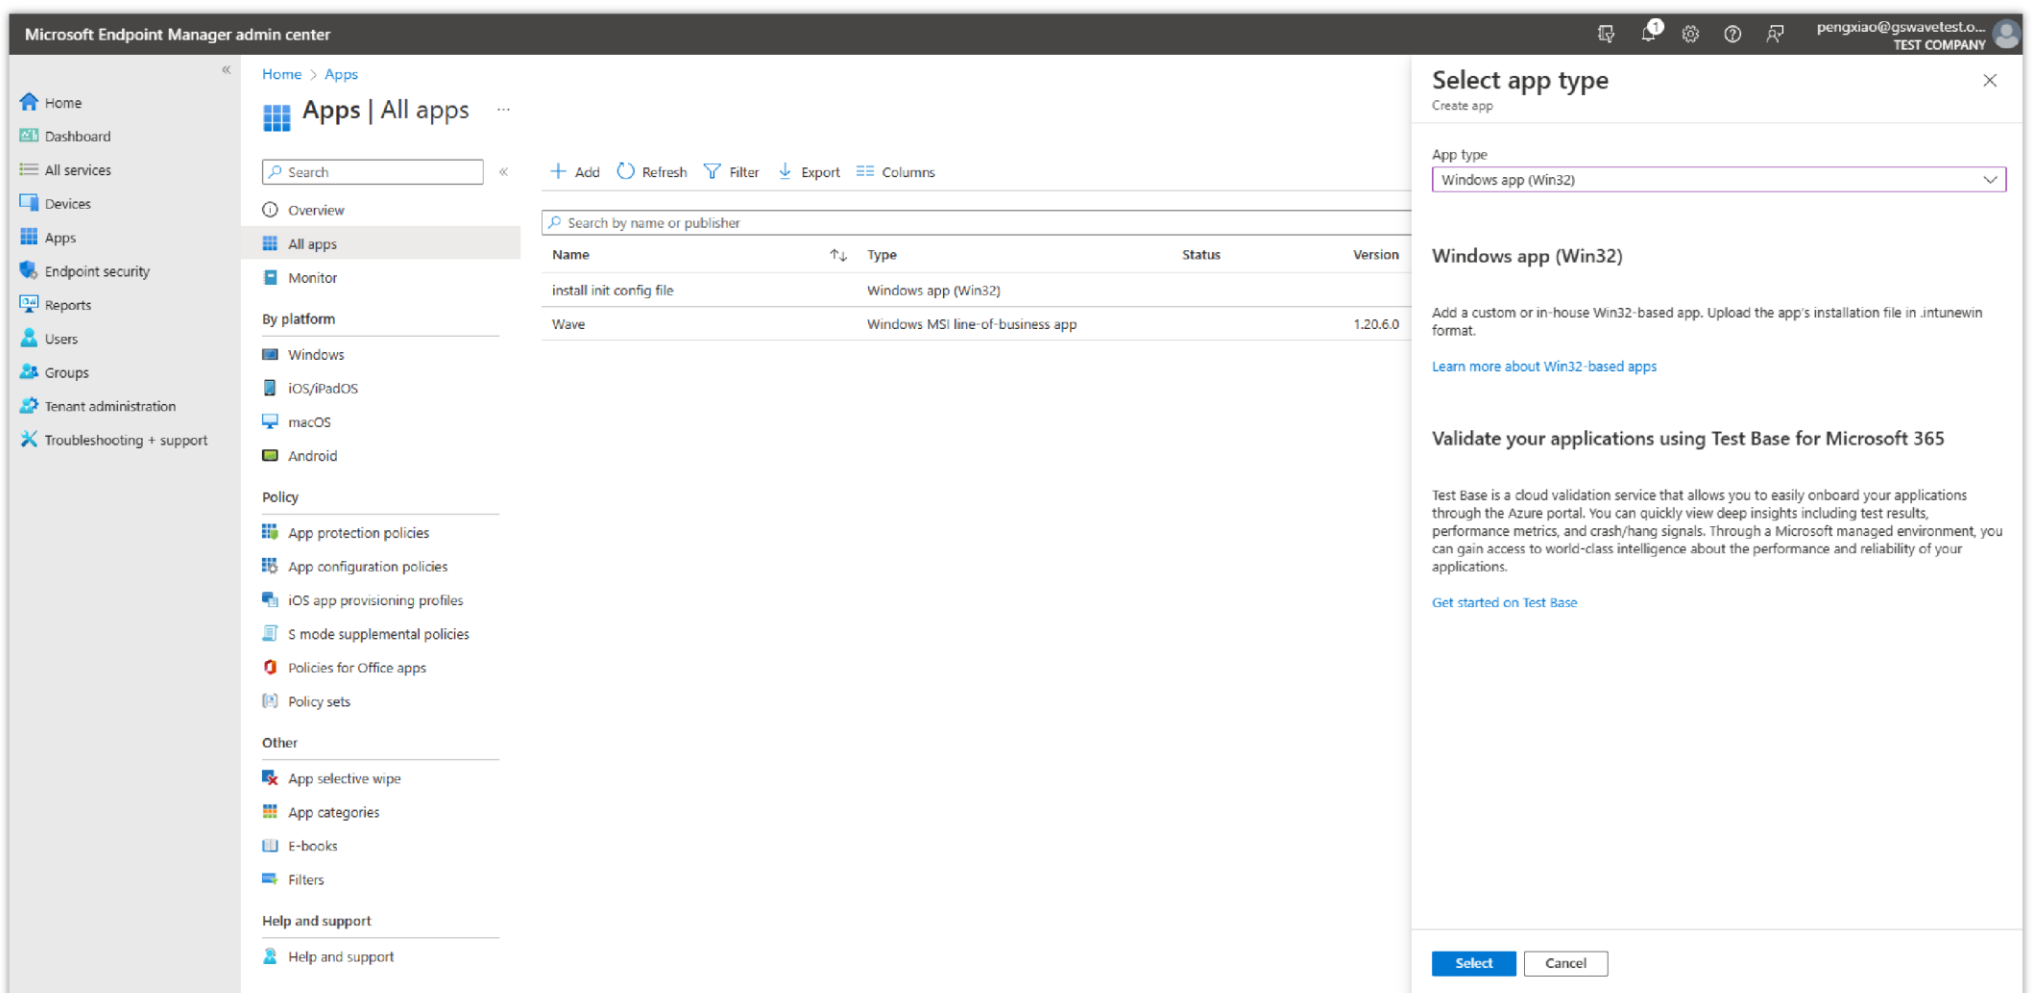 Microsoft Endpoint Manager admin center
1
pengxiao@gswavetest.o...
TEST COMPANY
«
Home
Dashboard
All services
Devices
Apps
Endpoint security
Reports
Users
Groups
Tenant administration
Troubleshooting + support
Home > Apps
Apps | All apps ...
Search «
Overview
All apps
Monitor
By platform
Windows
iOS/iPadOS
macOS
Android
Policy
App protection policies
App configuration policies
iOS app provisioning profiles
S mode supplemental policies
Policies for Office apps
Policy sets
Other
App selective wipe
App categories
E-books
Filters
Help and support
Help and support
+ Add Refresh Filter Export Columns
Search by name or publisher
Name ↑↓ Type Status Version
install init config file Windows app (Win32)
Wave Windows MSI line-of-business app 1.20.6.0
Select app type
Create app
App type
Windows app (Win32)
Windows app (Win32)
Add a custom or in-house Win32-based app. Upload the app's installation file in .intunewin
format.
Learn more about Win32-based apps
Validate your applications using Test Base for Microsoft 365
Test Base is a cloud validation service that allows you to easily onboard your applications
through the Azure portal. You can quickly view deep insights including test results,
performance metrics, and crash/hang signals. Through a Microsoft managed environment, you
can gain access to world-class intelligence about the performance and reliability of your
applications.
Get started on Test Base
Select Cancel